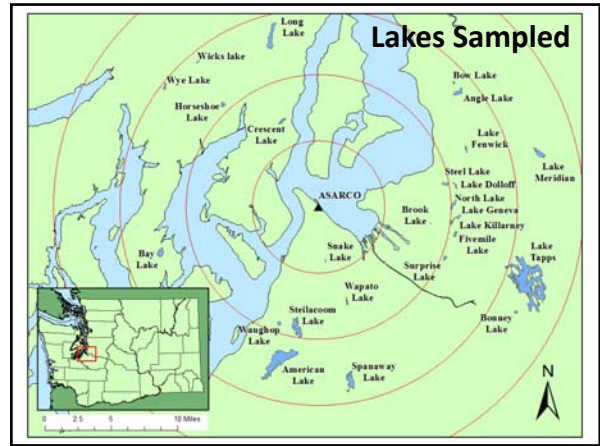 Lakes Sampled
Long
Lake
Wicks lake
Wye Lake
Horseshoe
Lake
Crescent
Lake
Bow Lake
Angle Lake
Lake
Fenwick
Lake
Meridian
Steel Lake
Lake Dolloff
North Lake
Lake Geneva
Lake Killarney
Fivemile
Lake
ASARCO
Brook
Lake
Snake
Lake
Surprise
Lake
Lake
Tapps
Bay
Lake
Wapato
Lake
Bonney
Lake
Steilacoom
Lake
Waughop
Lake
American
Lake
Spanaway
Lake
N
0 2.5 5 10 Miles